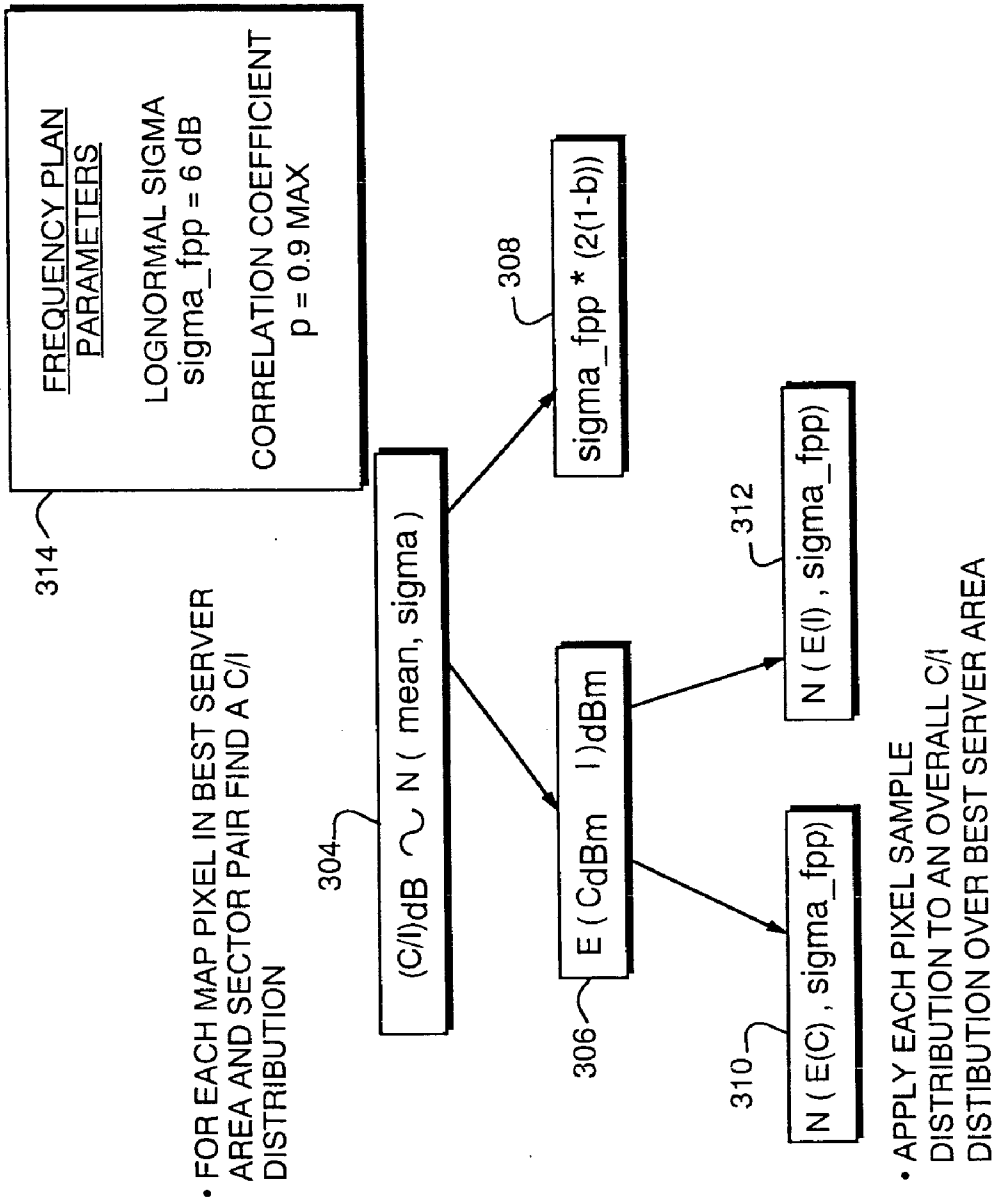 • FOR EACH MAP PIXEL IN BEST SERVER
AREA AND SECTOR PAIR FIND A C/I
DISTRIBUTION
314
FREQUENCY PLAN
PARAMETERS
LOGNORMAL SIGMA
sigma_fpp = 6 dB
CORRELATION COEFFICIENT
p = 0.9 MAX
304
(C/I)dB ~ N ( mean, sigma )
306
E ( CdBm I )dBm
308
sigma_fpp * (2(1-b))
310
N ( E(C) , sigma_fpp)
312
N ( E(I) , sigma_fpp)
• APPLY EACH PIXEL SAMPLE
DISTRIBUTION TO AN OVERALL C/I
DISTIBUTION OVER BEST SERVER AREA